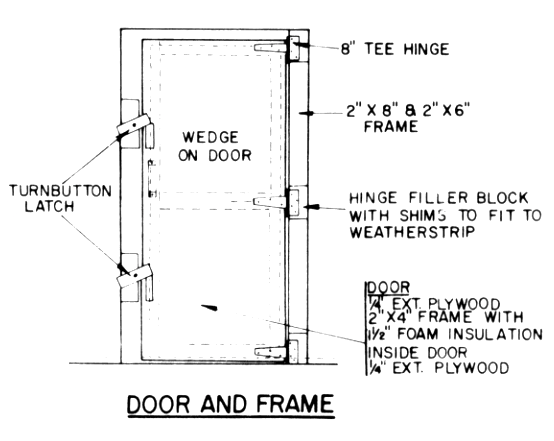 8" TEE HINGE
2" X 8" & 2" X 6"
FRAME
WEDGE
ON DOOR
TURNBUTTON
LATCH
HINGE FILLER BLOCK
WITH SHIMS TO FIT TO
WEATHERSTRIP
DOOR
1/4" EXT. PLYWOOD
2" X4" FRAME WITH
1 1/2" FOAM INSULATION
INSIDE DOOR
1/4" EXT. PLYWOOD
DOOR AND FRAME